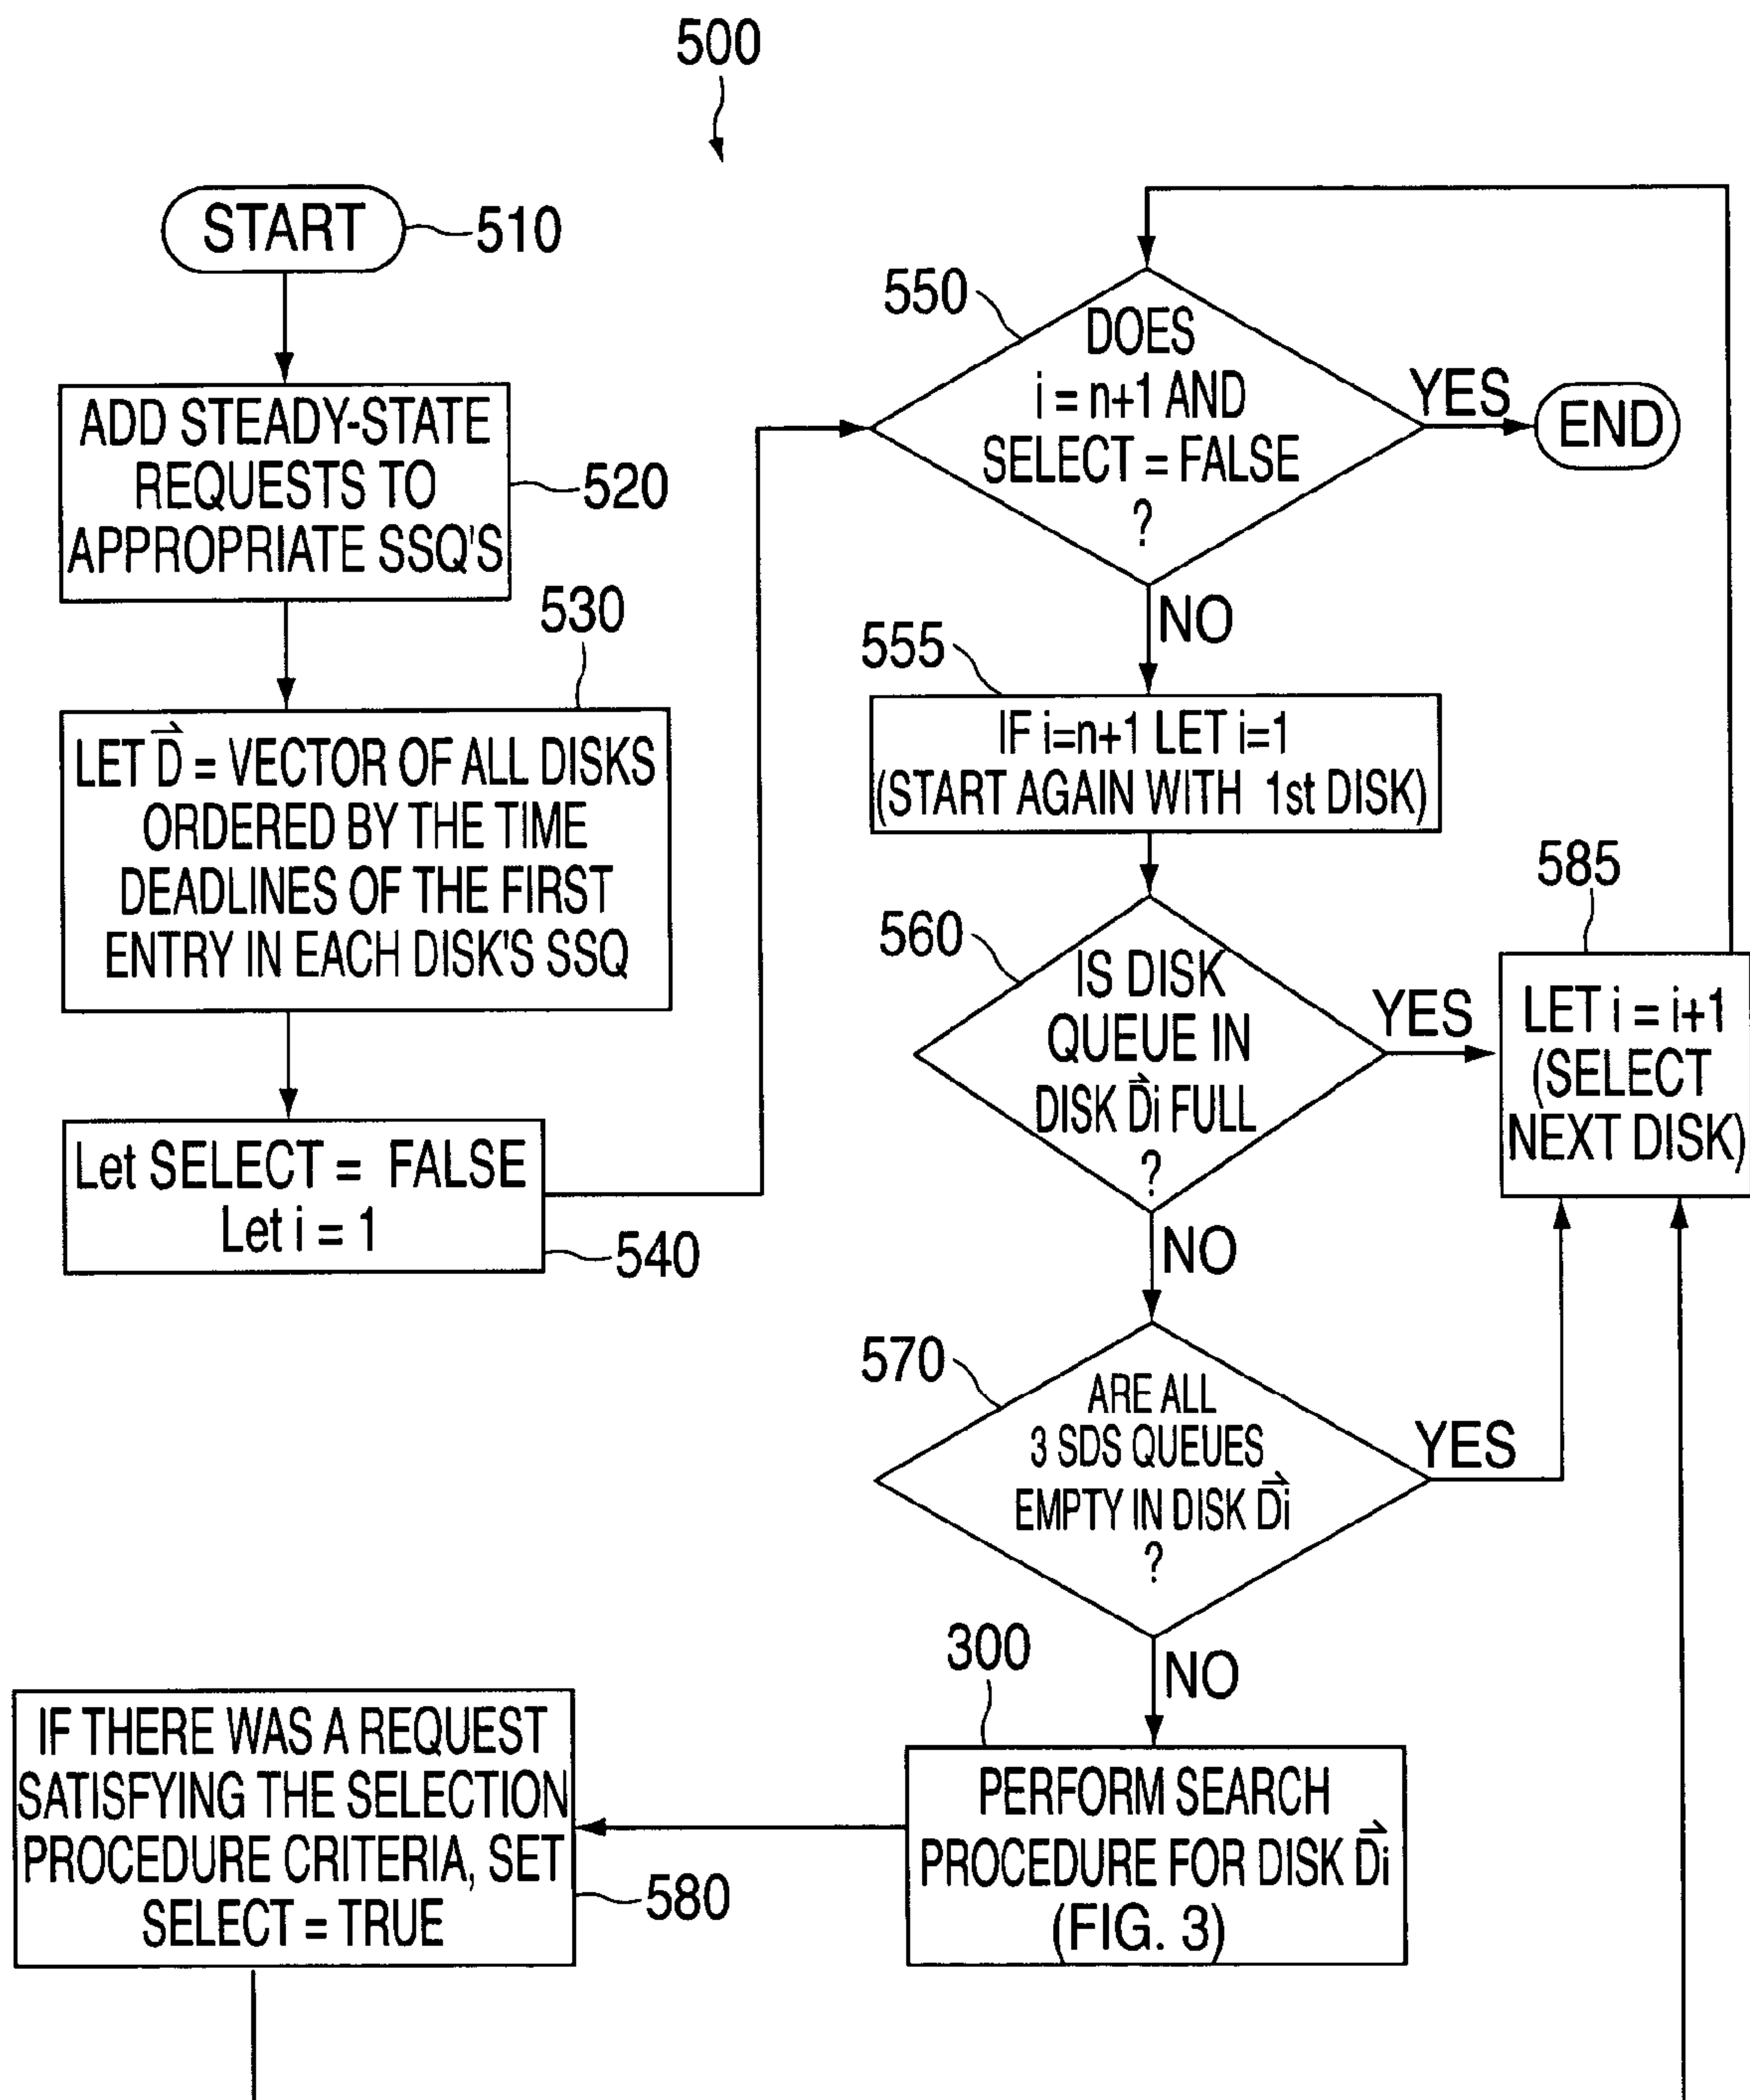 500
START
510
ADD STEADY-STATE
REQUESTS TO
APPROPRIATE SSQ'S
520
530
LET D⃗ = VECTOR OF ALL DISKS
ORDERED BY THE TIME
DEADLINES OF THE FIRST
ENTRY IN EACH DISK'S SSQ
Let SELECT = FALSE
Let i = 1
540
550
DOES
i = n+1 AND
SELECT = FALSE
?
YES
END
NO
555
IF i=n+1 LET i=1
(START AGAIN WITH 1st DISK)
560
IS DISK
QUEUE IN
DISK D⃗i FULL
?
YES
585
LET i = i+1
(SELECT
NEXT DISK)
NO
570
ARE ALL
3 SDS QUEUES
EMPTY IN DISK D⃗i
?
YES
NO
300
PERFORM SEARCH
PROCEDURE FOR DISK D⃗i
(FIG. 3)
IF THERE WAS A REQUEST
SATISFYING THE SELECTION
PROCEDURE CRITERIA, SET
SELECT = TRUE
580